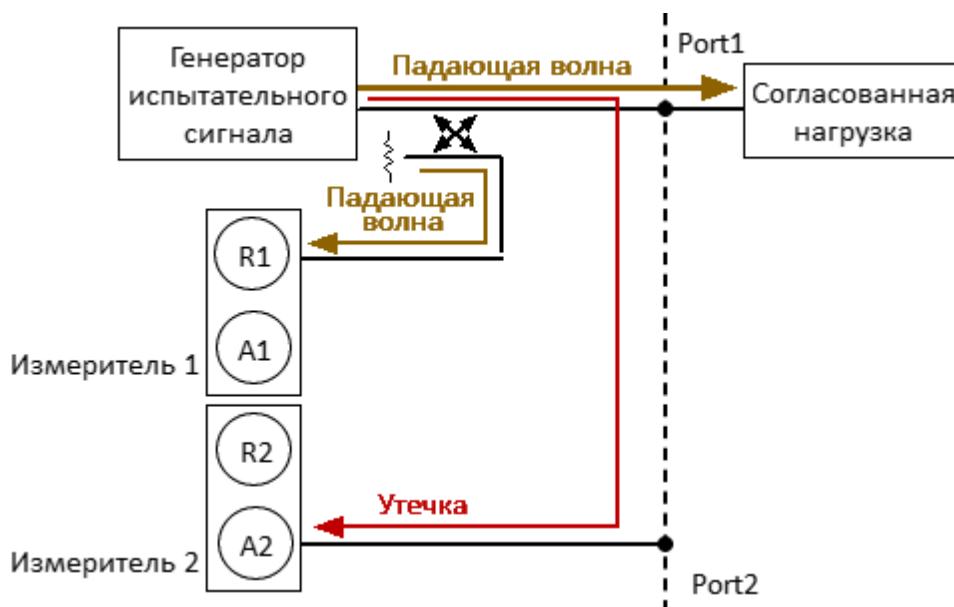 Port1
Генератор
испытательного
сигнала
Падающая волна
Согласованная
нагрузка
Падающая
волна
R1
A1
Измеритель 1
R2
Утечка
A2
Измеритель 2
Port2